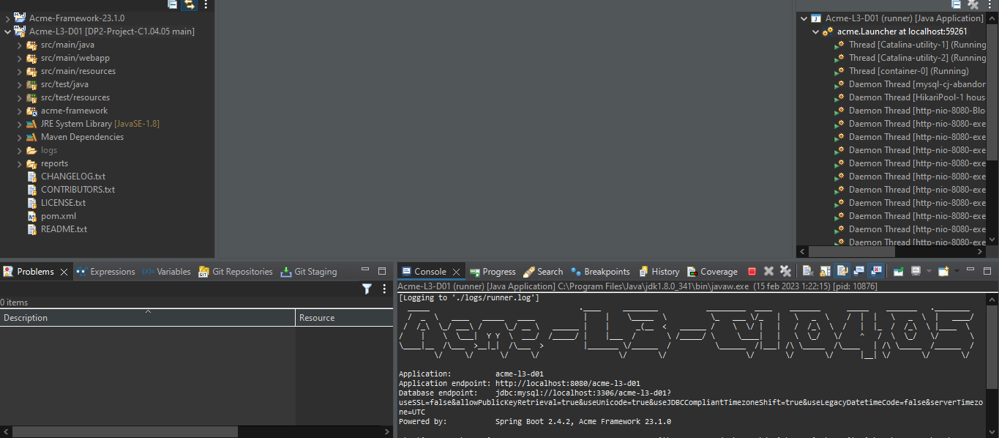 Acme-Framework-23.1.0
Acme-L3-D01 [DP2-Project-C1.04.05 main]
src/main/java
src/main/webapp
src/main/resources
src/test/java
src/test/resources
acme-framework
JRE System Library [JavaSE-1.8]
Maven Dependencies
logs
reports
CHANGELOG.txt
CONTRIBUTORS.txt
LICENSE.txt
pom.xml
README.txt
Acme-L3-D01 (runner) [Java Application]
acme.Launcher at localhost:59261
Thread [Catalina-utility-1] (Running
Thread [Catalina-utility-2] (Running
Thread [container-0] (Running)
Daemon Thread [mysql-cj-abandon
Daemon Thread [HikariPool-1 hous
Daemon Thread [http-nio-8080-Blo
Daemon Thread [http-nio-8080-exe
Daemon Thread [http-nio-8080-exe
Daemon Thread [http-nio-8080-exe
Daemon Thread [http-nio-8080-exe
Daemon Thread [http-nio-8080-exe
Daemon Thread [http-nio-8080-exe
Daemon Thread [http-nio-8080-exe
Daemon Thread [http-nio-8080-exe
Daemon Thread [http-nio-8080-exe
Daemon Thread [http-nio-8080-exe
Problems Expressions Variables Git Repositories Git Staging
0 items
Description Resource
Console Progress Search Breakpoints History Coverage
Acme-L3-D01 (runner) [Java Application] C:\Program Files\Java\jdk1.8.0_341\bin\javaw.exe (15 feb 2023 1:22:15) [pid: 10876]
[Logging to './logs/runner.log']
Acme-L3-C1.04.05
Application: acme-l3-d01
Application endpoint: http://localhost:8080/acme-l3-d01
Database endpoint: jdbc:mysql://localhost:3306/acme-l3-d01?
useSSL=false&allowPublicKeyRetrieval=true&useUnicode=true&useJDBCCompliantTimezoneShift=true&useLegacyDatetimeCode=false&serverTimezo
ne=UTC
Powered by: Spring Boot 2.4.2, Acme Framework 23.1.0